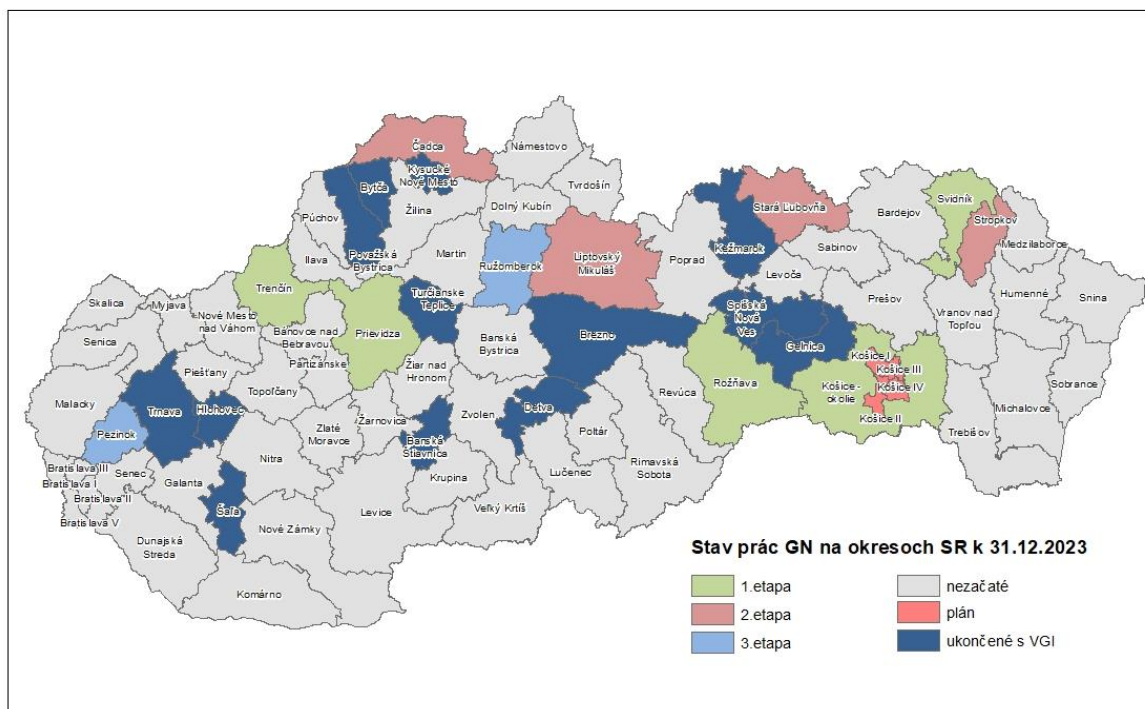 Čadca
Námestovo
Kysucké
Nové Mesto
Bytča
Tvrdošín
Žilina
Dolný Kubín
Púchov
Považská
Bystrica
Ilava
Martin
Ružomberok
Liptovský
Mikuláš
Poprad
Kežmarok
Stará Ľubovňa
Bardejov
Svidník
Stropkov
Medzilaborce
Sabinov
Levoča
Prešov
Humenné
Snina
Vranov nad
Topľou
Trenčín
Turčianske
Teplice
Prievidza
Skalica
Myjava
Nové Mesto
nad Váhom
Bánovce nad
Bebravou
Senica
Partizánske
Piešťany
Topoľčany
Žiar nad
Hronom
Banská
Bystrica
Brezno
Spišská
Nová
Ves
Gelnica
Rožňava
Revúca
Košice I
Košice III
Košice IV
Košice-
okolie
Košice II
Sobrance
Michalovce
Trebišov
Malacky
Trnava
Hlohovec
Pezinok
Zlaté
Moravce
Žarnovica
Banská
Štiavnica
Zvolen
Detva
Poltár
Lučenec
Rimavská
Sobota
Nitra
Krupina
Veľký Krtíš
Levice
Bratislava III
Bratislava I
Bratislava II
Bratislava V
Senec
Galanta
Šaľa
Nové Zámky
Dunajská
Streda
Komárno
Stav prác GN na okresoch SR k 31.12.2023
1.etapa
2.etapa
3.etapa
nezačaté
plán
ukončené s VGI